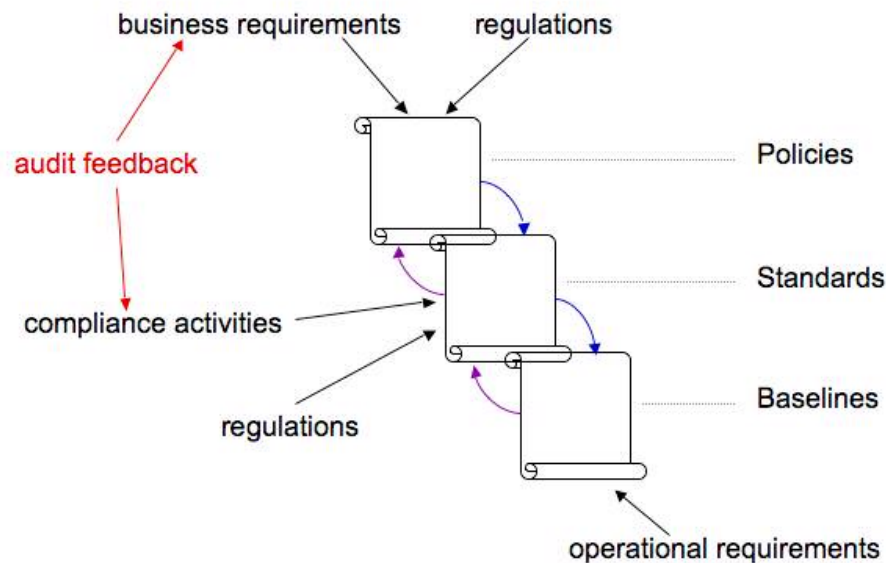 business requirements
regulations
Policies
audit feedback
Standards
compliance activities
Baselines
regulations
operational requirements